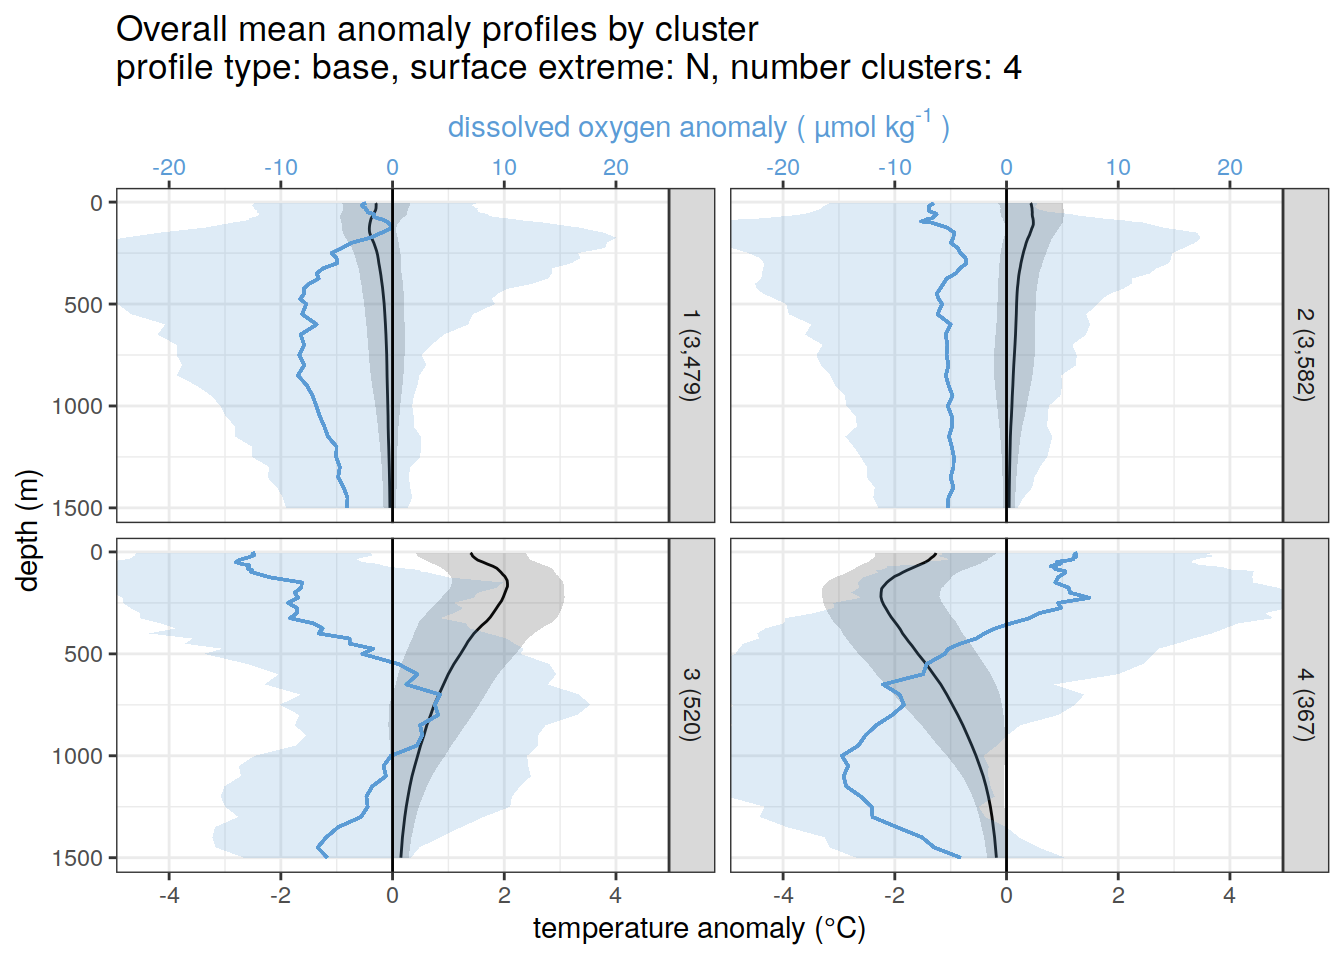 Overall mean anomaly profiles by cluster
profile type: base, surface extreme: N, number clusters: 4
dissolved oxygen anomaly ( µmol kg⁻¹ )
-20 -10 0 10 20 -20 -10 0 10 20
0
500
1000
1500
1 (3,479)
2 (3,582)
depth (m)
0
500
1000
1500
3 (520)
4 (367)
-4 -2 0 2 4 -4 -2 0 2 4
temperature anomaly (°C)